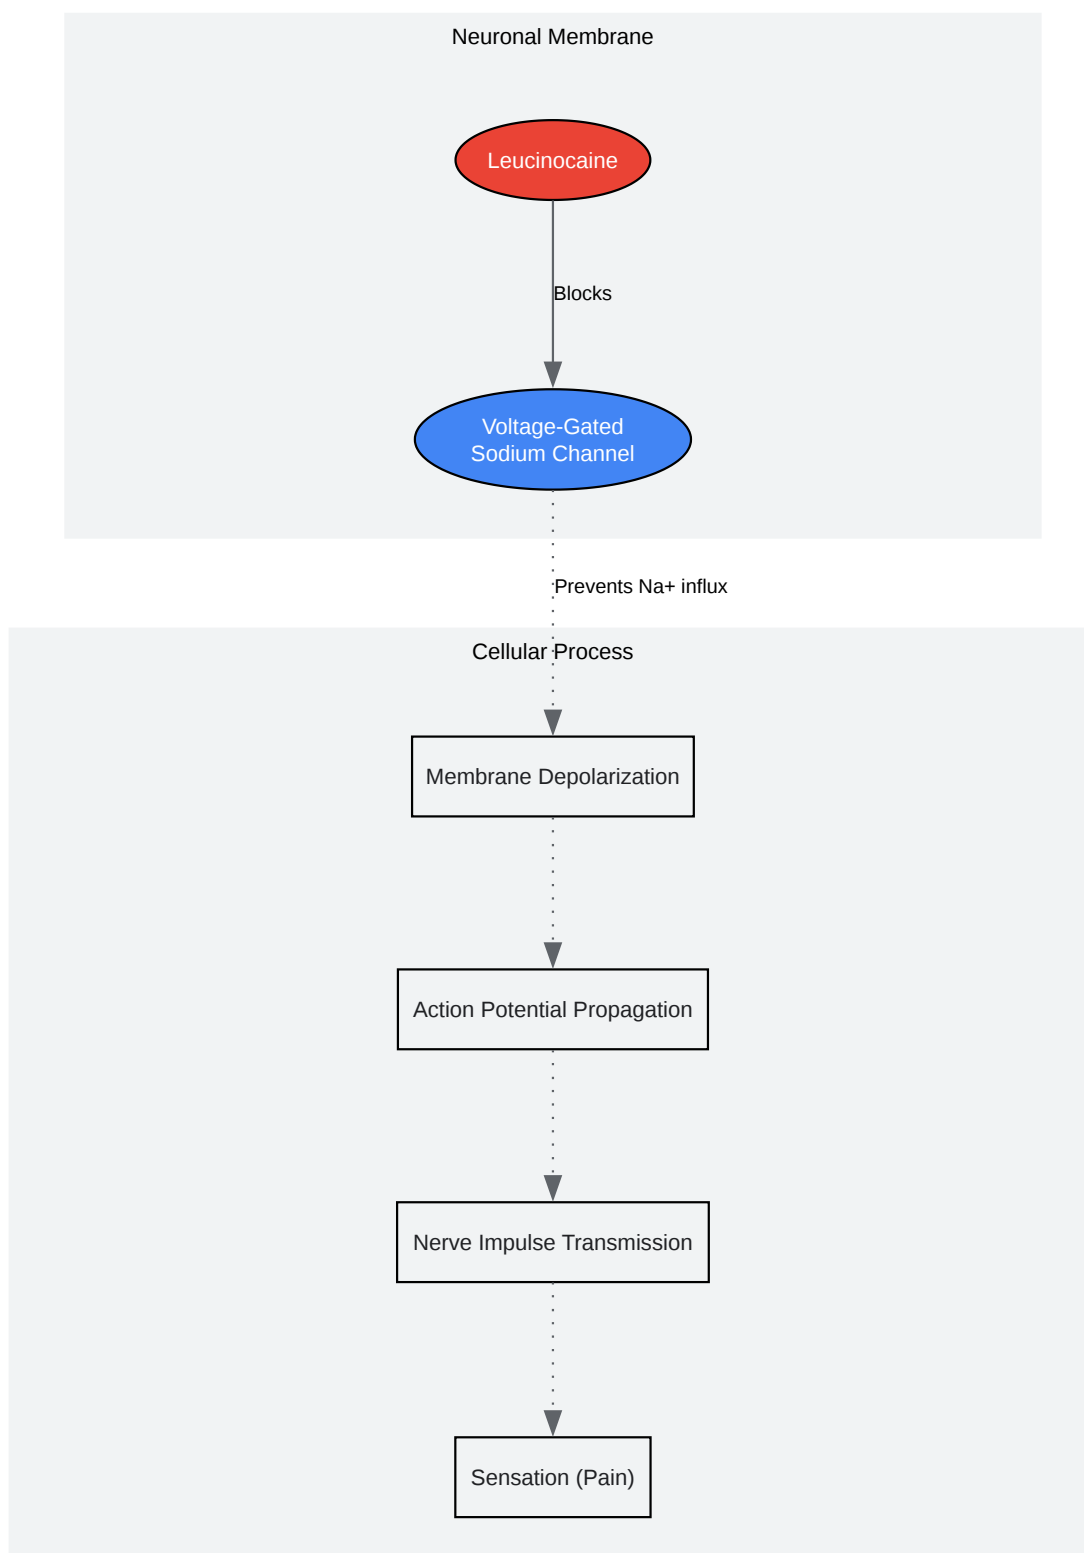 Neuronal Membrane
Leucinocaine
Blocks
Voltage-Gated
Sodium Channel
Prevents Na+ influx
Cellular Process
Membrane Depolarization
Action Potential Propagation
Nerve Impulse Transmission
Sensation (Pain)